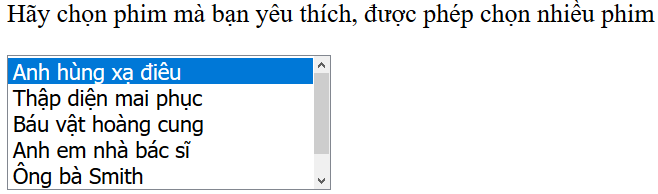 Hãy chọn phim mà bạn yêu thích, được phép chọn nhiều phim
Anh hùng xạ điêu
Thập diện mai phục
Báu vật hoàng cung
Anh em nhà bác sĩ
Ông bà Smith